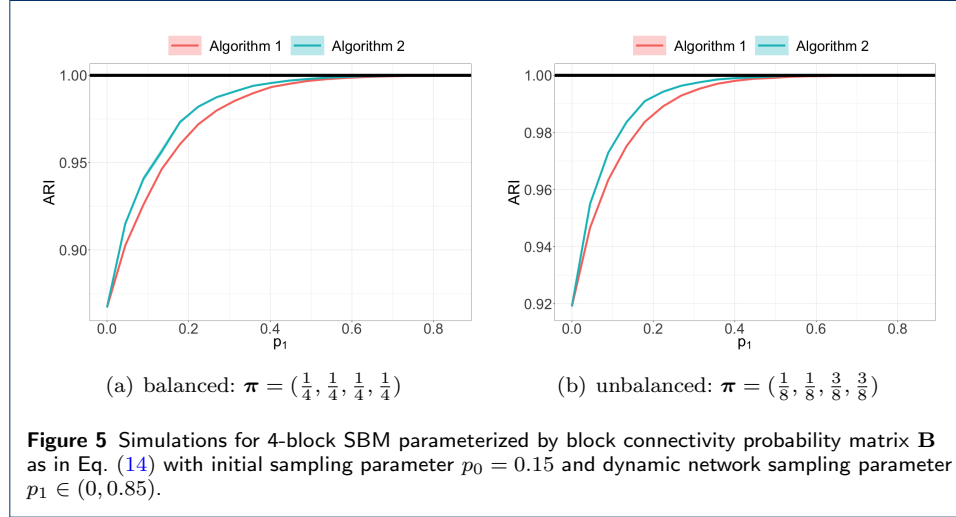 Algorithm 1 Algorithm 2
1.00
0.95
0.90
ARI
0.0 0.2 0.4 0.6 0.8
p₁
(a) balanced: π = (1/4, 1/4, 1/4, 1/4)
Algorithm 1 Algorithm 2
1.00
0.98
0.96
0.94
0.92
ARI
0.0 0.2 0.4 0.6 0.8
p₁
(b) unbalanced: π = (1/8, 1/8, 3/8, 3/8)
Figure 5 Simulations for 4-block SBM parameterized by block connectivity probability matrix B
as in Eq. (14) with initial sampling parameter p₀ = 0.15 and dynamic network sampling parameter
p₁ ∈ (0, 0.85).